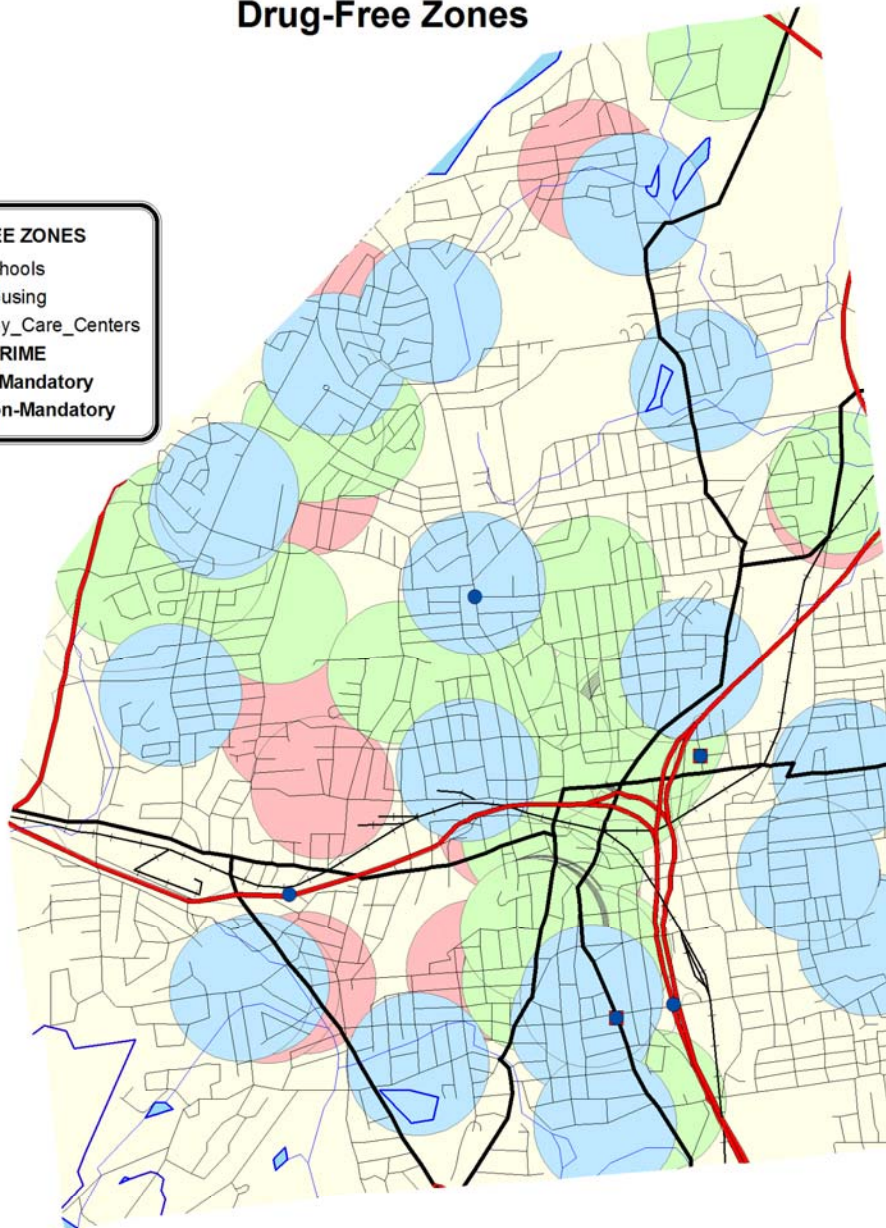 Drug-Free Zones
EE ZONES
hools
using
y_Care_Centers
RIME
Mandatory
n-Mandatory